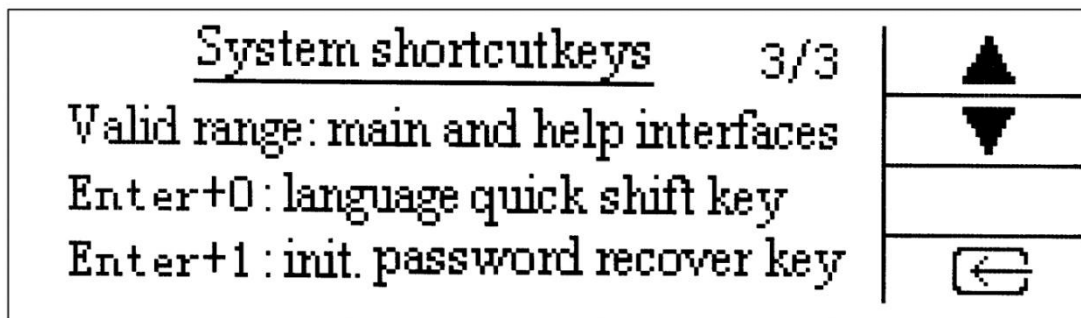 System shortcutkeys 3/3
Valid range: main and help interfaces
Enter+0: language quick shift key
Enter+1: init. password recover key